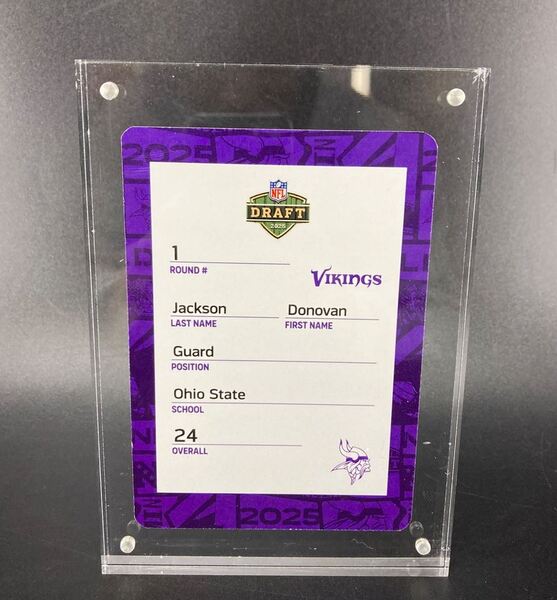 2025
NFL
DRAFT
2025
1
ROUND #
VIKINGS
Jackson Donovan
LAST NAME FIRST NAME
Guard
POSITION
Ohio State
SCHOOL
24
OVERALL
2025